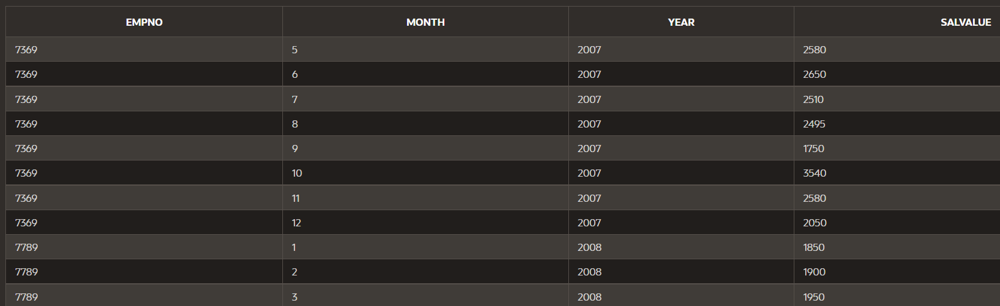 EMPNO MONTH YEAR SALVALUE
7369 5 2007 2580
7369 6 2007 2650
7369 7 2007 2510
7369 8 2007 2495
7369 9 2007 1750
7369 10 2007 3540
7369 11 2007 2580
7369 12 2007 2050
7789 1 2008 1850
7789 2 2008 1900
7789 3 2008 1950